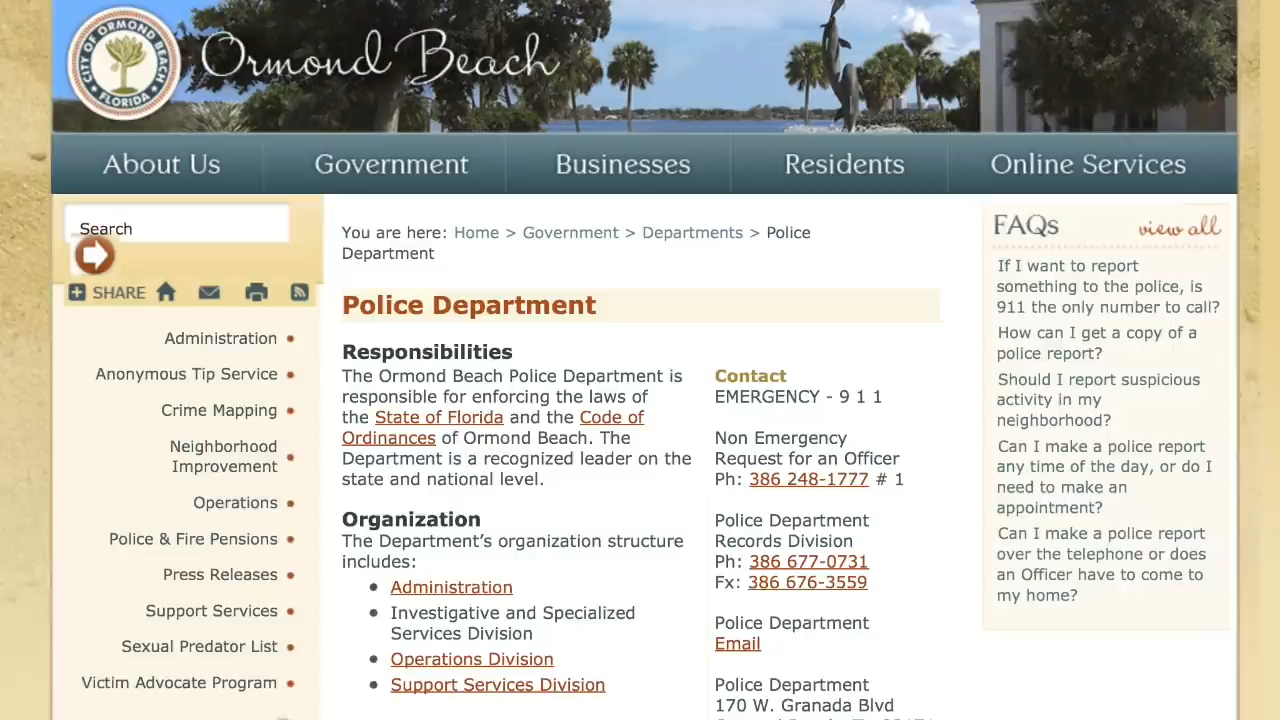 CITY OF ORMOND BEACH
FLORIDA
Ormond Beach
About Us
Government
Businesses
Residents
Online Services
Search
SHARE
Administration
Anonymous Tip Service
Crime Mapping
Neighborhood
Improvement
Operations
Police & Fire Pensions
Press Releases
Support Services
Sexual Predator List
Victim Advocate Program
You are here: Home > Government > Departments > Police
Department
Police Department
Responsibilities
The Ormond Beach Police Department is
responsible for enforcing the laws of
the State of Florida and the Code of
Ordinances of Ormond Beach. The
Department is a recognized leader on the
state and national level.
Organization
The Department's organization structure
includes:
• Administration
• Investigative and Specialized
Services Division
• Operations Division
• Support Services Division
Contact
EMERGENCY - 9 1 1
Non Emergency
Request for an Officer
Ph: 386 248-1777 # 1
Police Department
Records Division
Ph: 386 677-0731
Fx: 386 676-3559
Police Department
Email
Police Department
170 W. Granada Blvd
FAQs
view all
If I want to report
something to the police, is
911 the only number to call?
How can I get a copy of a
police report?
Should I report suspicious
activity in my
neighborhood?
Can I make a police report
any time of the day, or do I
need to make an
appointment?
Can I make a police report
over the telephone or does
an Officer have to come to
my home?